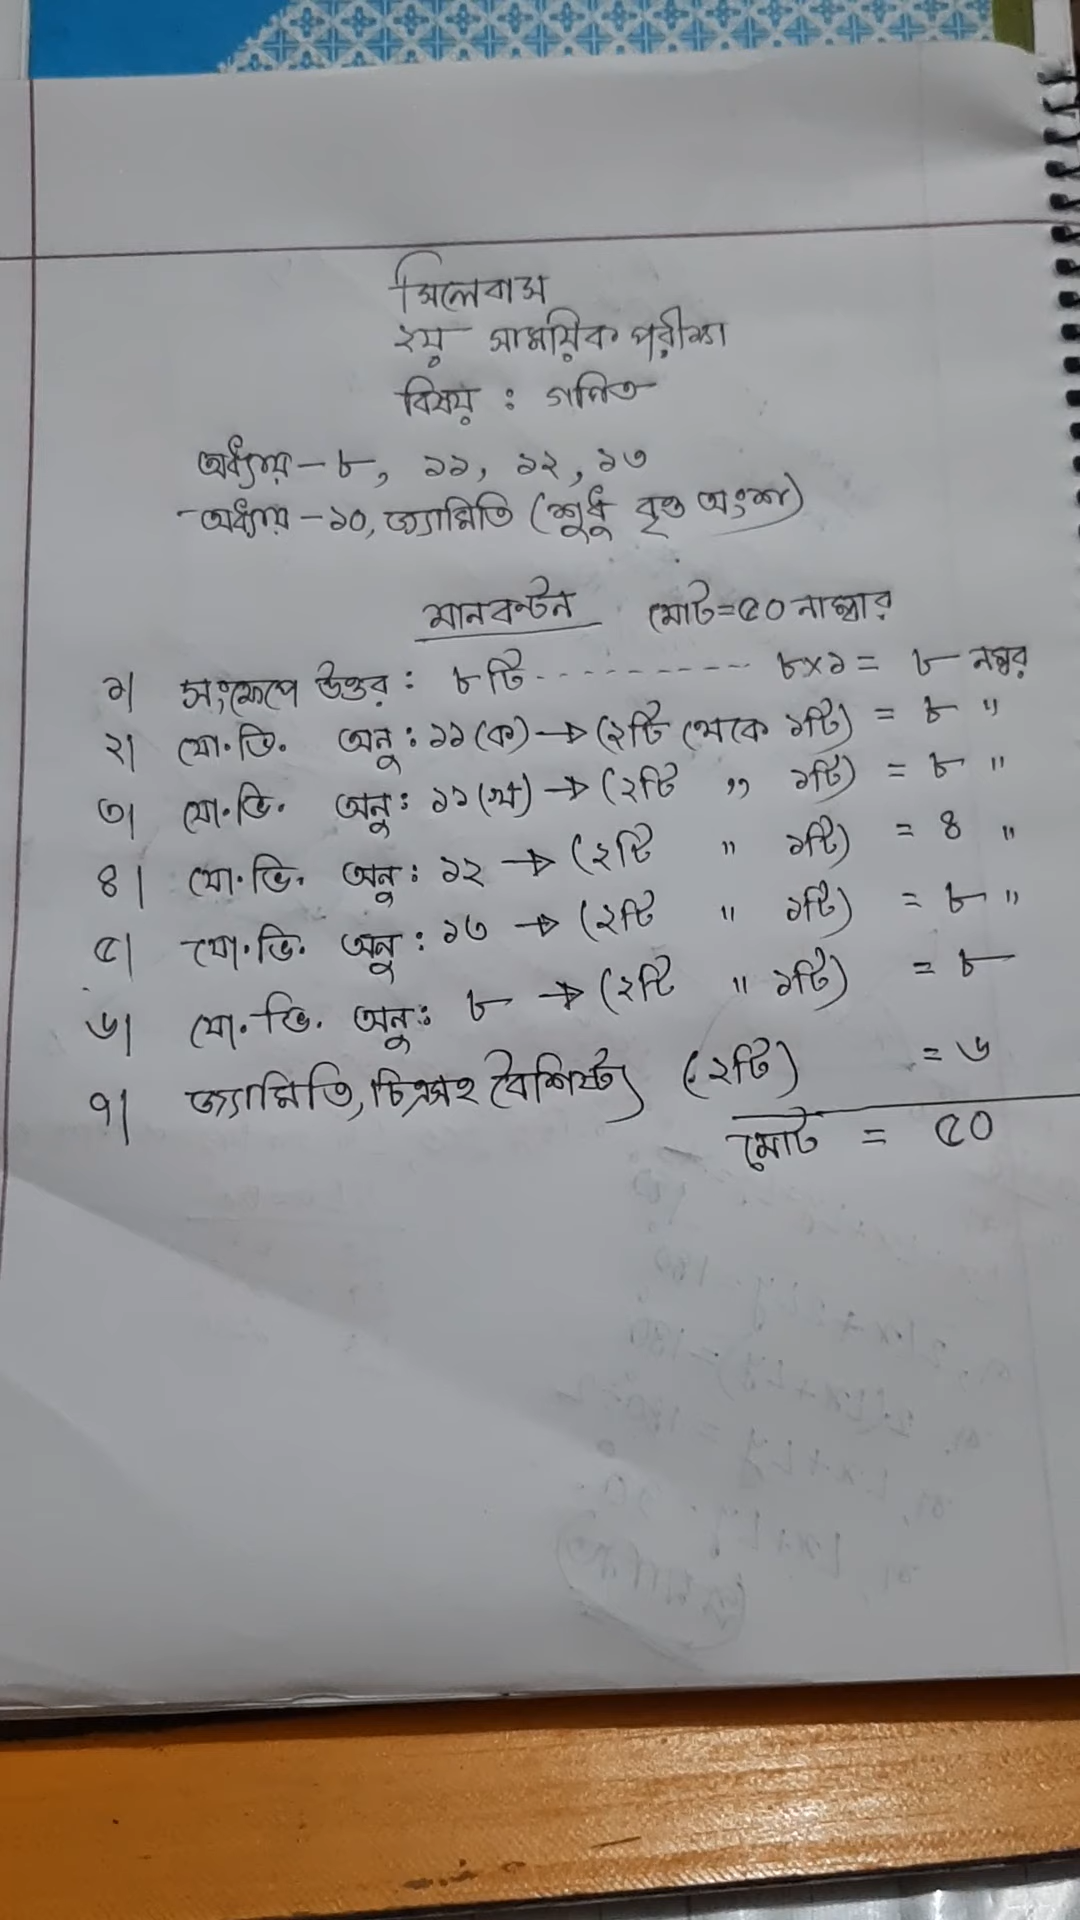 সিলেবাস
২য় সাময়িক পরীক্ষা
বিষয় : গণিত
অধ্যায় - ৮, ১১, ১২, ১৩
অধ্যায় - ১০, জ্যামিতি (শুধু বৃত্ত অংশ)
মানবণ্টন মোট=৫০ নাম্বার
১। সংক্ষেপে উত্তর : ৮টি - - - - - - - - - - ৮×১ = ৮ নম্বর
২। যো.ভি. অনু : ১১(ক) → (২টি থেকে ১টি) = ৮ "
৩। যো.ভি. অনু : ১১(খ) → (২টি ,, ১টি) = ৮ "
৪। যো.ভি. অনু : ১২ → (২টি " ১টি) = ৪ "
৫। যো.ভি. অনু : ১৩ → (২টি " ১টি) = ৮ "
৬। যো.ভি. অনু : ৮ → (২টি " ১টি) = ৮
৭। জ্যামিতি, চিত্রসহ বৈশিষ্ট্য (২টি) = ৬
মোট = ৫০